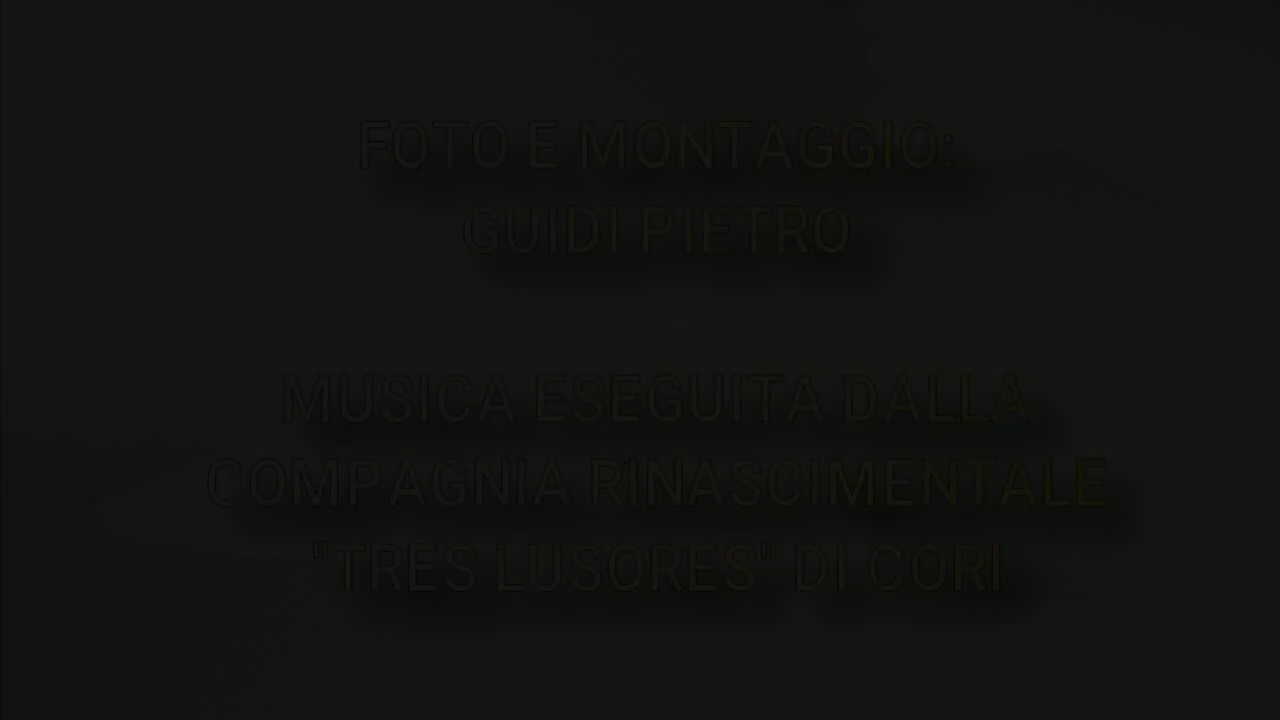 FOTO E MONTAGGIO:
GUIDI PIETRO
MUSICA ESEGUITA DALLA
COMPAGNIA RINASCIMENTALE
"TRES LUSORES" DI CORI